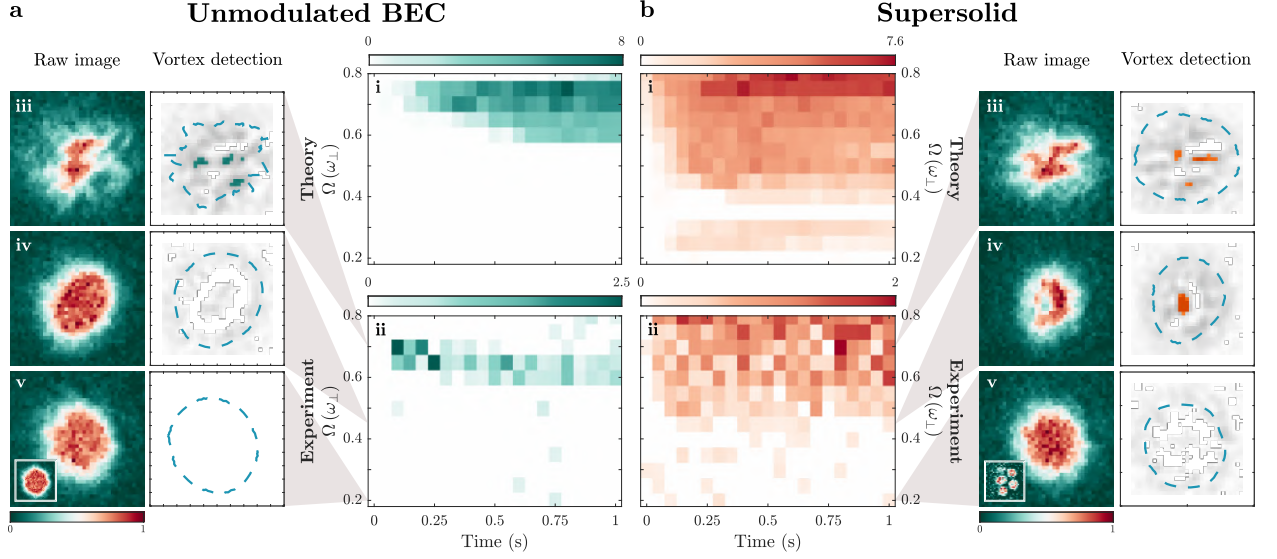 a
Unmodulated BEC
Raw image
Vortex detection
iii
iv
v
0
1
0
8
i
0.8
0.6
0.4
0.2
Theory
Ω (ω⊥)
0
2.5
ii
0.8
0.6
0.4
0.2
Experiment
Ω (ω⊥)
0
0.25
0.5
0.75
1
Time (s)
b
Supersolid
0
7.6
i
0.8
0.6
0.4
0.2
Theory
Ω (ω⊥)
0
2
ii
0.8
0.6
0.4
0.2
Experiment
Ω (ω⊥)
0
0.25
0.5
0.75
1
Time (s)
Raw image
Vortex detection
iii
iv
v
0
1